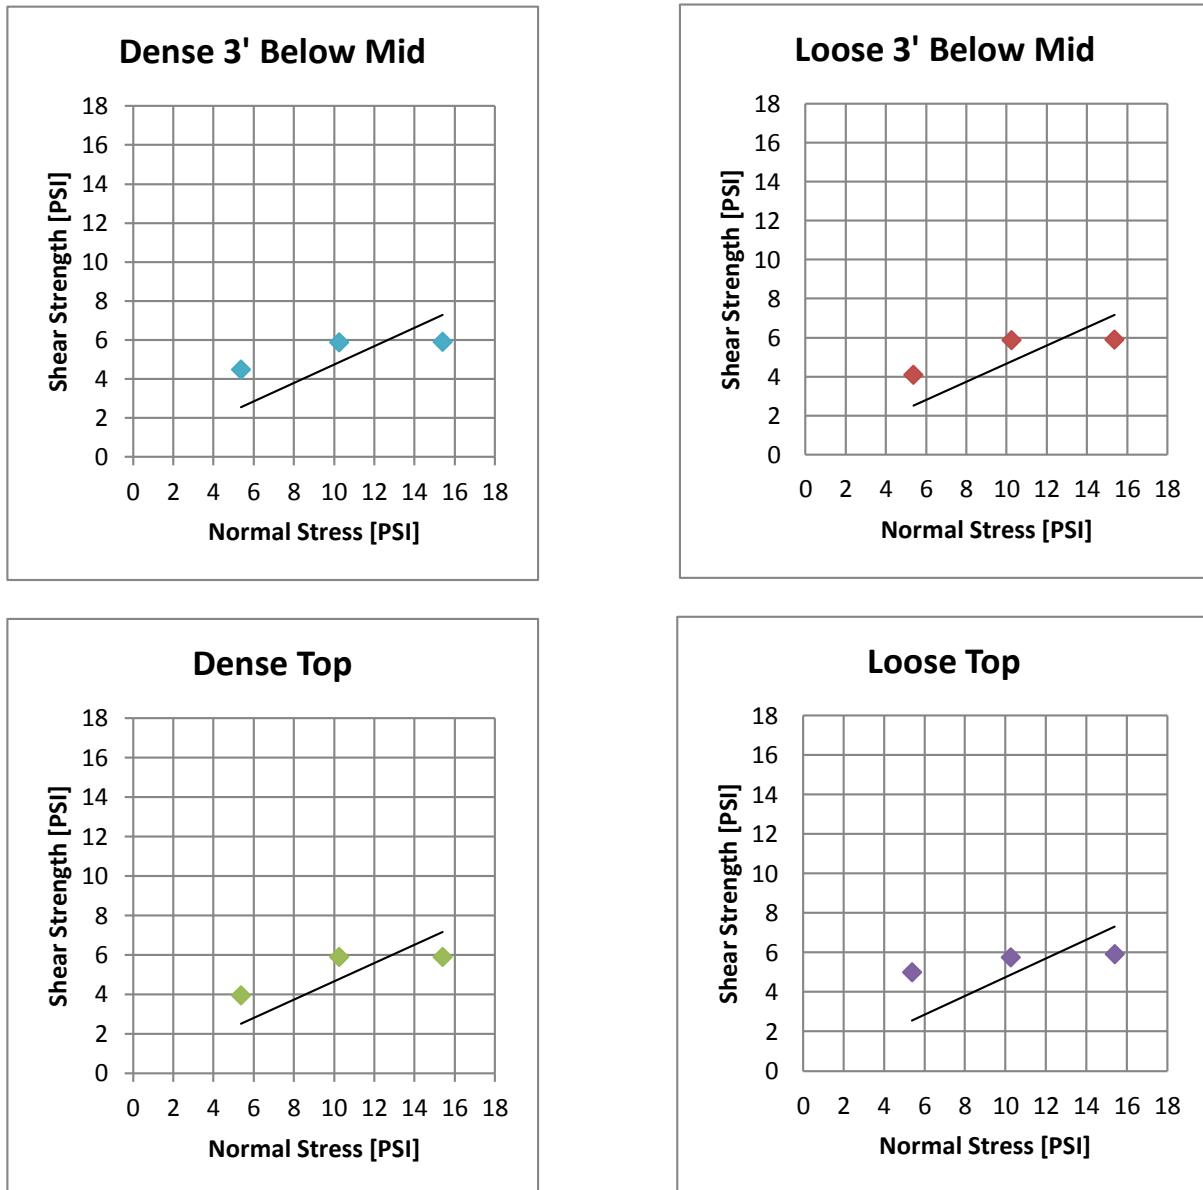 Dense 3' Below Mid
18
16
14
12
10
8
6
4
2
0
Shear Strength [PSI]
0 2 4 6 8 10 12 14 16 18
Normal Stress [PSI]
Loose 3' Below Mid
18
16
14
12
10
8
6
4
2
0
Shear Strength [PSI]
0 2 4 6 8 10 12 14 16 18
Normal Stress [PSI]
Dense Top
18
16
14
12
10
8
6
4
2
0
Shear Strength [PSI]
0 2 4 6 8 10 12 14 16 18
Normal Stress [PSI]
Loose Top
18
16
14
12
10
8
6
4
2
0
Shear Strength [PSI]
0 2 4 6 8 10 12 14 16 18
Normal Stress [PSI]